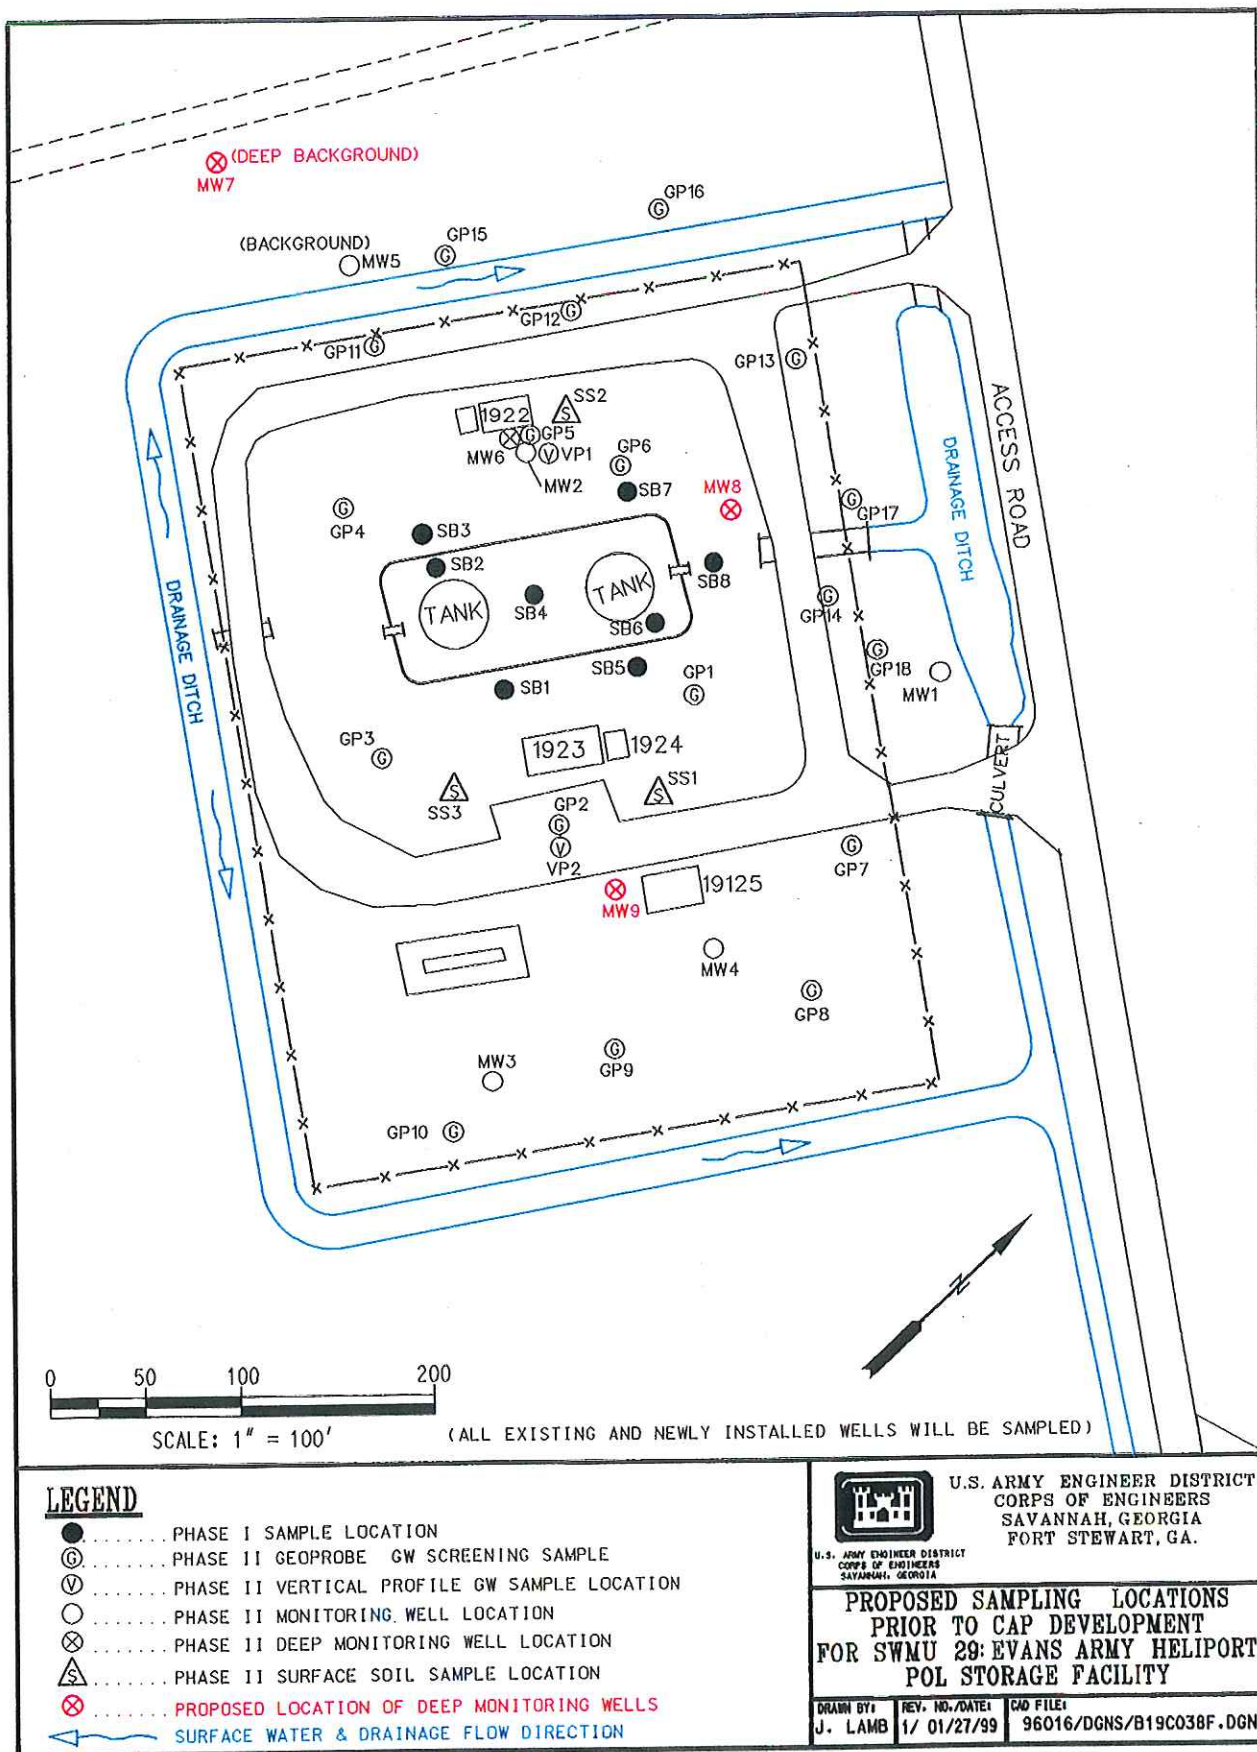 (DEEP BACKGROUND)
MW7
GP16
(BACKGROUND)
GP15
MW5
GP12
GP11
GP13
ACCESS ROAD
SS2
1922
GP5
MW6
VP1
GP6
MW2
SB7
MW8
DRAINAGE DITCH
GP4
GP17
SB3
SB2
TANK
TANK
SB4
SB8
SB6
GP14
DRAINAGE DITCH
SB5
GP1
GP18
MW1
SB1
GP3
1923
1924
CULVERT
SS3
SS1
GP2
VP2
GP7
19125
MW9
MW4
GP8
MW3
GP9
GP10
N
0 50 100 200
SCALE: 1" = 100'
(ALL EXISTING AND NEWLY INSTALLED WELLS WILL BE SAMPLED)
LEGEND
........ PHASE I SAMPLE LOCATION
G ........ PHASE II GEOPROBE GW SCREENING SAMPLE
V ........ PHASE II VERTICAL PROFILE GW SAMPLE LOCATION
........ PHASE II MONITORING WELL LOCATION
........ PHASE II DEEP MONITORING WELL LOCATION
S ........ PHASE II SURFACE SOIL SAMPLE LOCATION
........ PROPOSED LOCATION OF DEEP MONITORING WELLS
SURFACE WATER & DRAINAGE FLOW DIRECTION
U.S. ARMY ENGINEER DISTRICT
CORPS OF ENGINEERS
SAVANNAH, GEORGIA
U.S. ARMY ENGINEER DISTRICT
CORPS OF ENGINEERS
SAVANNAH, GEORGIA
FORT STEWART, GA.
PROPOSED SAMPLING LOCATIONS
PRIOR TO CAP DEVELOPMENT
FOR SWMU 29: EVANS ARMY HELIPORT
POL STORAGE FACILITY
DRAWN BY:
J. LAMB
REV. NO./DATE:
1/ 01/27/99
CAD FILE:
96016/DGNS/B19C038F.DGN